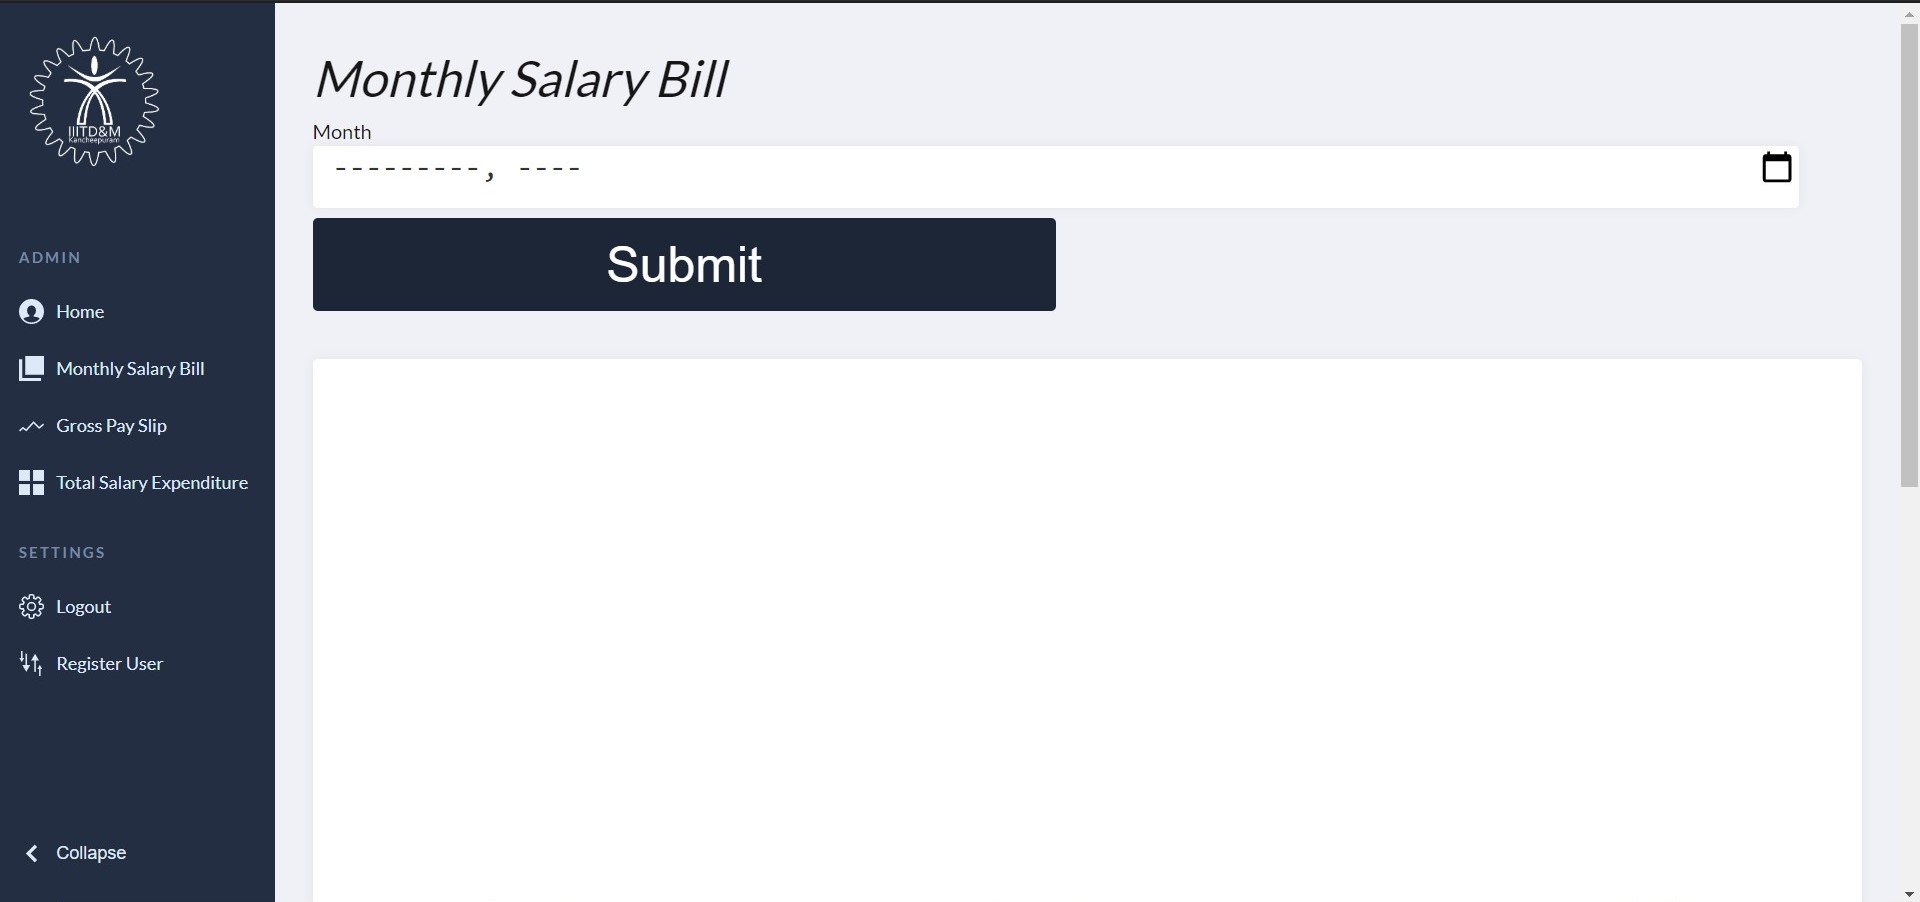 IIITD&M
Kancheepuram
ADMIN
Home
Monthly Salary Bill
Gross Pay Slip
Total Salary Expenditure
SETTINGS
Logout
Register User
Collapse
Monthly Salary Bill
Month
---------, ----
Submit